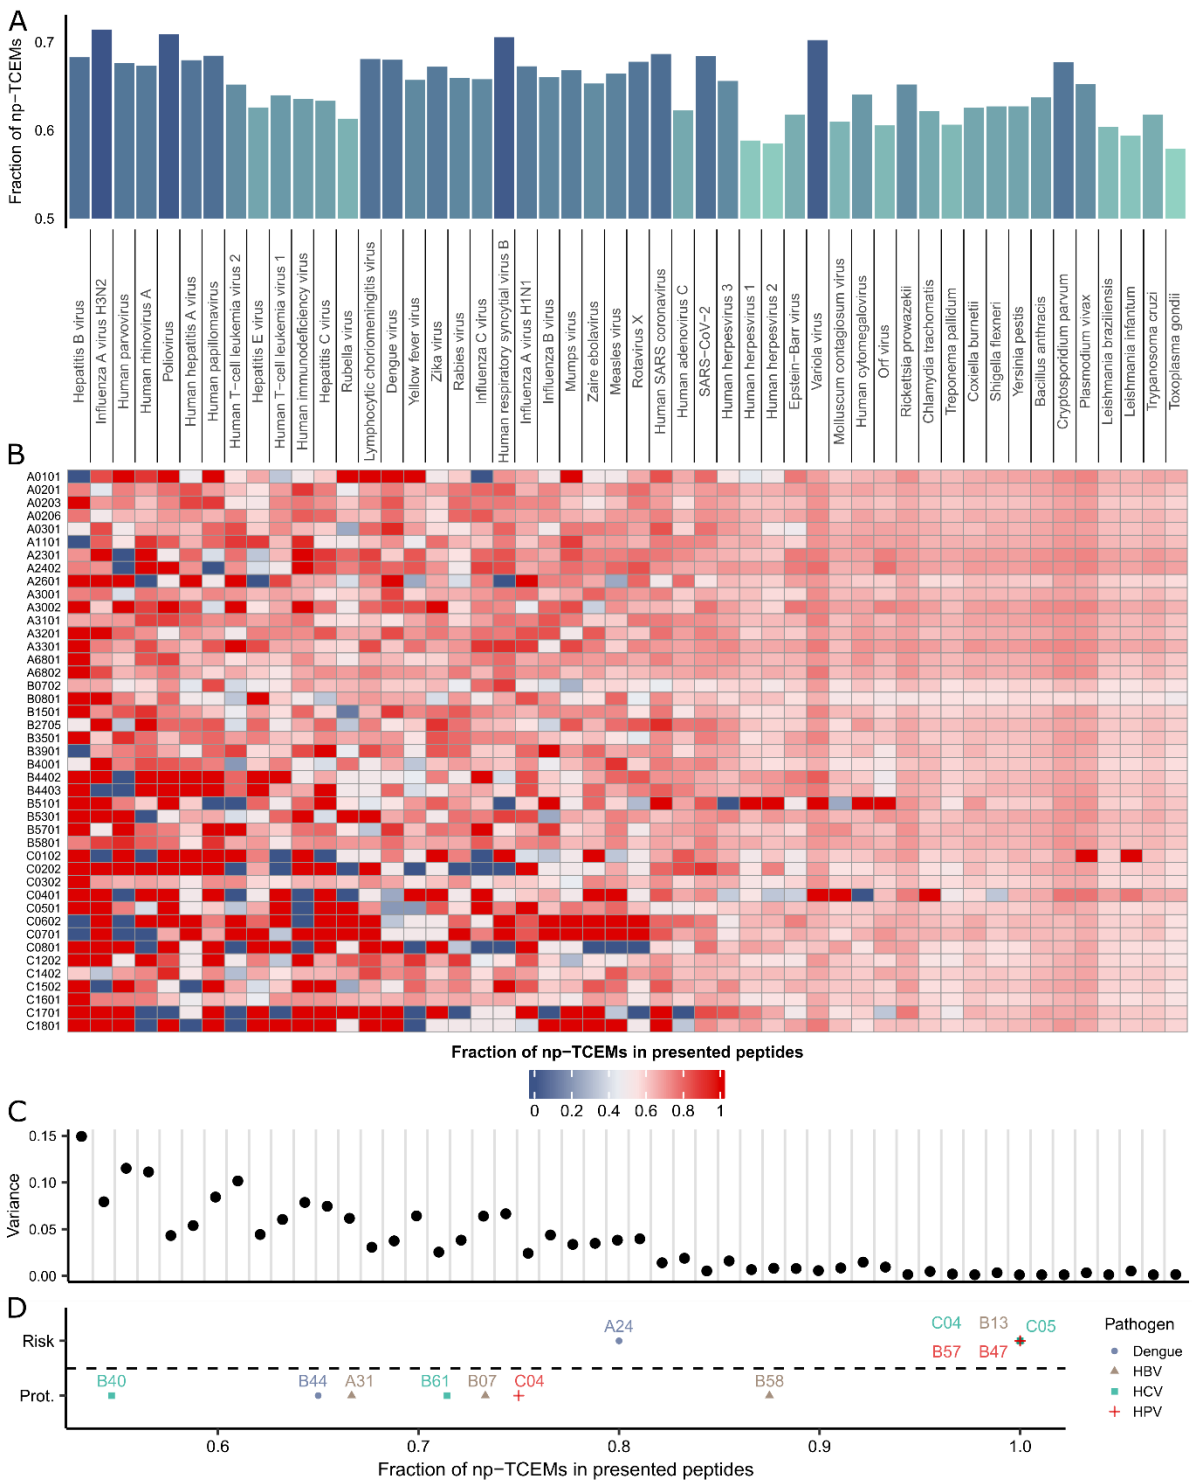 A
Fraction of np−TCEMs
0.7
0.6
0.5
Hepatitis B virus
Influenza A virus H3N2
Human parvovirus
Human rhinovirus A
Poliovirus
Human hepatitis A virus
Human papillomavirus
Human T−cell leukemia virus 2
Hepatitis E virus
Human T−cell leukemia virus 1
Human immunodeficiency virus
Hepatitis C virus
Rubella virus
Lymphocytic choriomeningitis virus
Dengue virus
Yellow fever virus
Zika virus
Rabies virus
Influenza C virus
Human respiratory syncytial virus B
Influenza A virus H1N1
Influenza B virus
Mumps virus
Zaire ebolavirus
Measles virus
Rotavirus X
Human SARS coronavirus
Human adenovirus C
SARS−CoV−2
Human herpesvirus 3
Human herpesvirus 1
Human herpesvirus 2
Epstein−Barr virus
Variola virus
Molluscum contagiosum virus
Human cytomegalovirus
Orf virus
Rickettsia prowazekii
Chlamydia trachomatis
Treponema pallidum
Coxiella burnetii
Shigella flexneri
Yersinia pestis
Bacillus anthracis
Cryptosporidium parvum
Plasmodium vivax
Leishmania braziliensis
Leishmania infantum
Trypanosoma cruzi
Toxoplasma gondii
B
A0101
A0201
A0203
A0206
A0301
A1101
A2301
A2402
A2601
A3001
A3002
A3101
A3201
A3301
A6801
A6802
B0702
B0801
B1501
B2705
B3501
B3901
B4001
B4402
B4403
B5101
B5301
B5701
B5801
C0102
C0202
C0302
C0401
C0501
C0602
C0701
C0801
C1202
C1402
C1502
C1601
C1701
C1801
Fraction of np−TCEMs in presented peptides
0 0.2 0.4 0.6 0.8 1
C
Variance
0.15
0.10
0.05
0.00
D
Risk
Prot.
A24
C04 B13 C05
B57 B47
B40 B44 A31 B61 B07 C04 B58
0.6 0.7 0.8 0.9 1.0
Fraction of np−TCEMs in presented peptides
Pathogen
Dengue
HBV
HCV
HPV